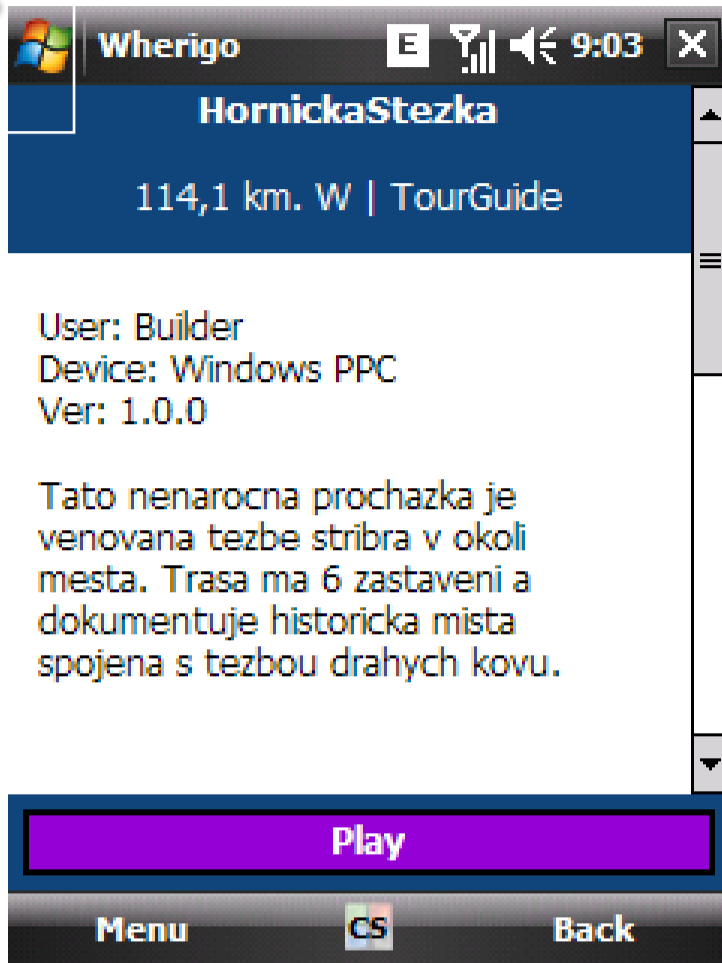 Wherigo E 9:03
HornickaStezka
114,1 km. W | TourGuide
User: Builder
Device: Windows PPC
Ver: 1.0.0
Tato nenarocna prochazka je
venovana tezbe stribra v okoli
mesta. Trasa ma 6 zastaveni a
dokumentuje historicka mista
spojena s tezbou drahych kovu.
Play
Menu CS Back